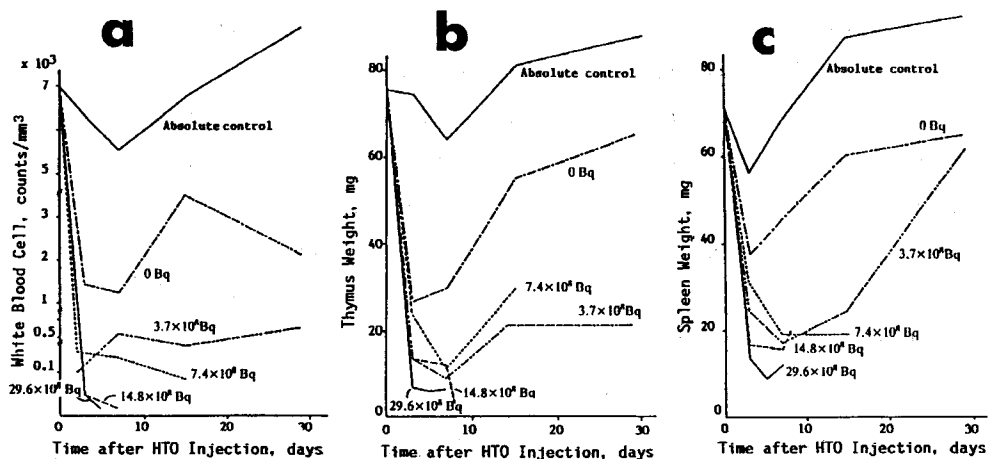 a
x 10³
White Blood Cell, counts/mm³
7
5
3
2
1
0.5
0.1
Absolute control
0 Bq
3.7×10⁸Bq
7.4×10⁸ Bq
29.6×10⁸ Bq
14.8×10⁸ Bq
0
10
20
30
Time after HTO Injection, days
b
Thymus Weight, mg
80
60
40
20
0
Absolute control
0 Bq
7.4×10⁸ Bq
3.7×10⁸Bq
29.6×10⁸ Bq
14.8×10⁸ Bq
0
10
20
30
Time after HTO Injection, days
c
Spleen Weight, mg
80
60
40
20
0
Absolute control
0 Bq
3.7×10⁸Bq
7.4×10⁸ Bq
14.8×10⁸ Bq
29.6×10⁸ Bq
0
10
20
30
Time after HTO Injection, days